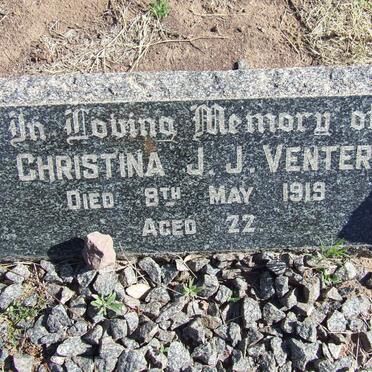 In Loving Memory of
CHRISTINA J. J. VENTER
DIED 8TH MAY 1919
AGED 22.